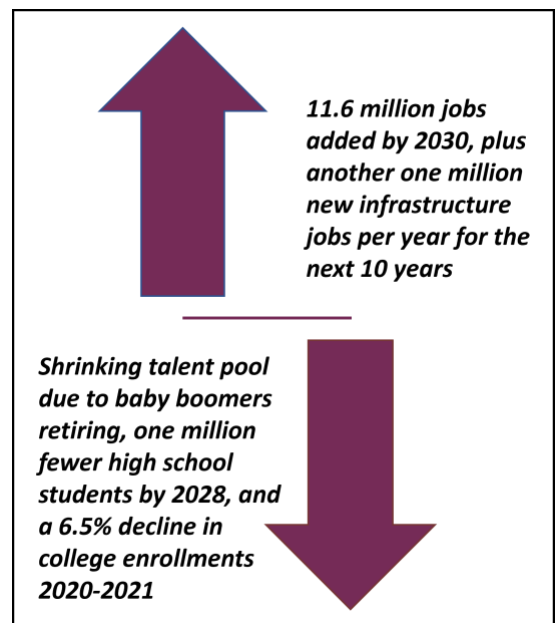 11.6 million jobs
added by 2030, plus
another one million
new infrastructure
jobs per year for the
next 10 years
Shrinking talent pool
due to baby boomers
retiring, one million
fewer high school
students by 2028, and
a 6.5% decline in
college enrollments
2020-2021